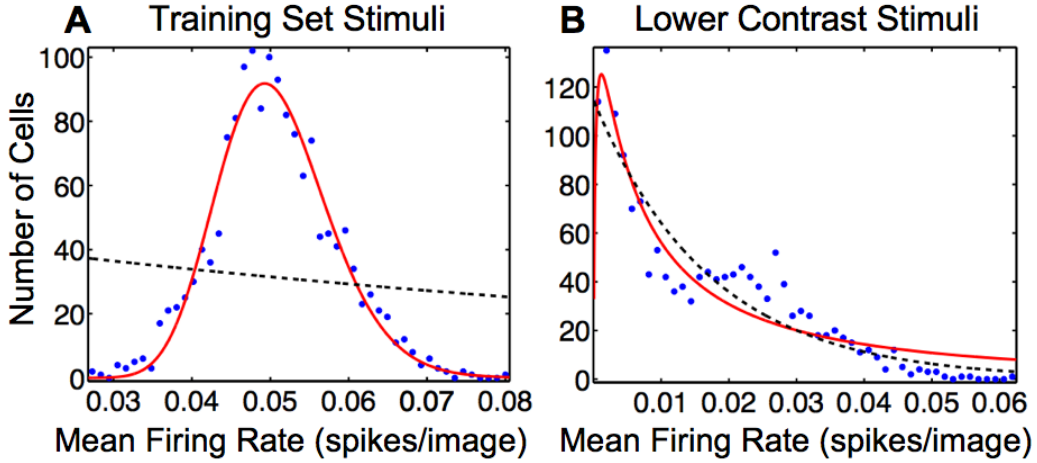 A Training Set Stimuli
Number of Cells
100
80
60
40
20
0
0.03 0.04 0.05 0.06 0.07 0.08
Mean Firing Rate (spikes/image)
B Lower Contrast Stimuli
120
100
80
60
40
20
0
0.01 0.02 0.03 0.04 0.05 0.06
Mean Firing Rate (spikes/image)